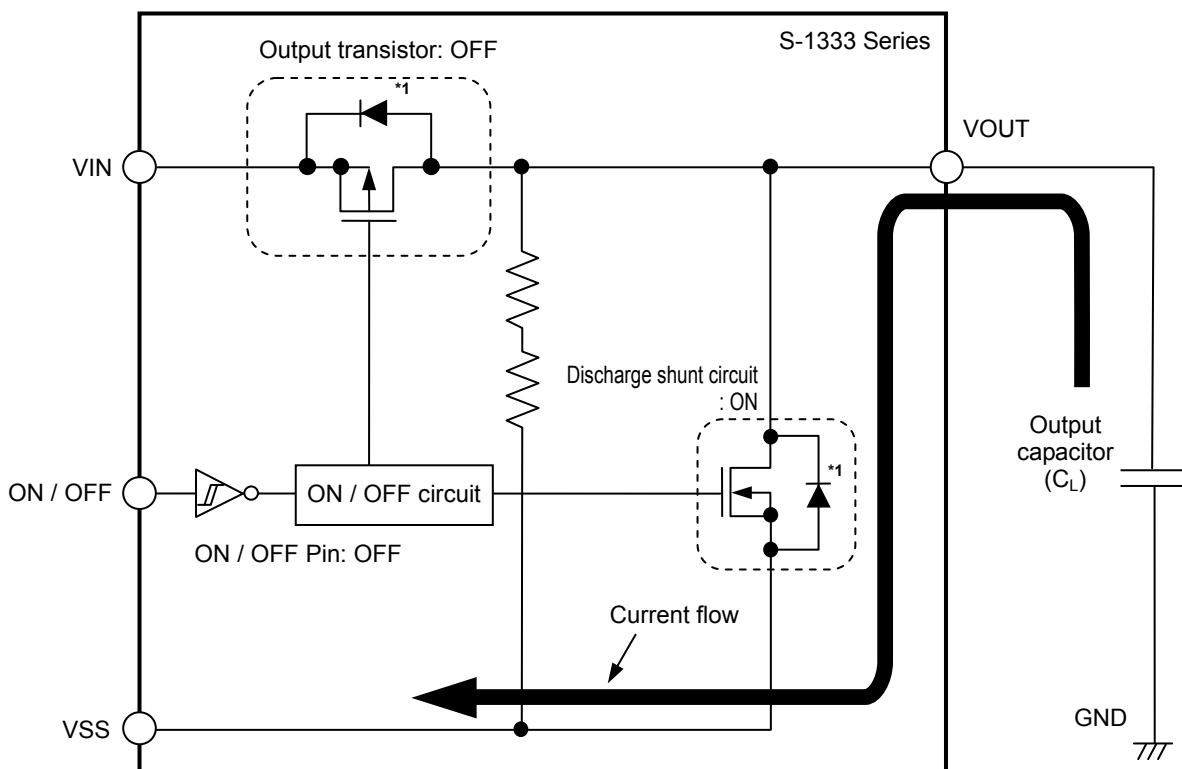 S-1333 Series
Output transistor: OFF
*1
VOUT
VIN
Discharge shunt circuit
: ON
*1
Output
capacitor
(CL)
ON / OFF
ON / OFF circuit
ON / OFF Pin: OFF
Current flow
GND
VSS